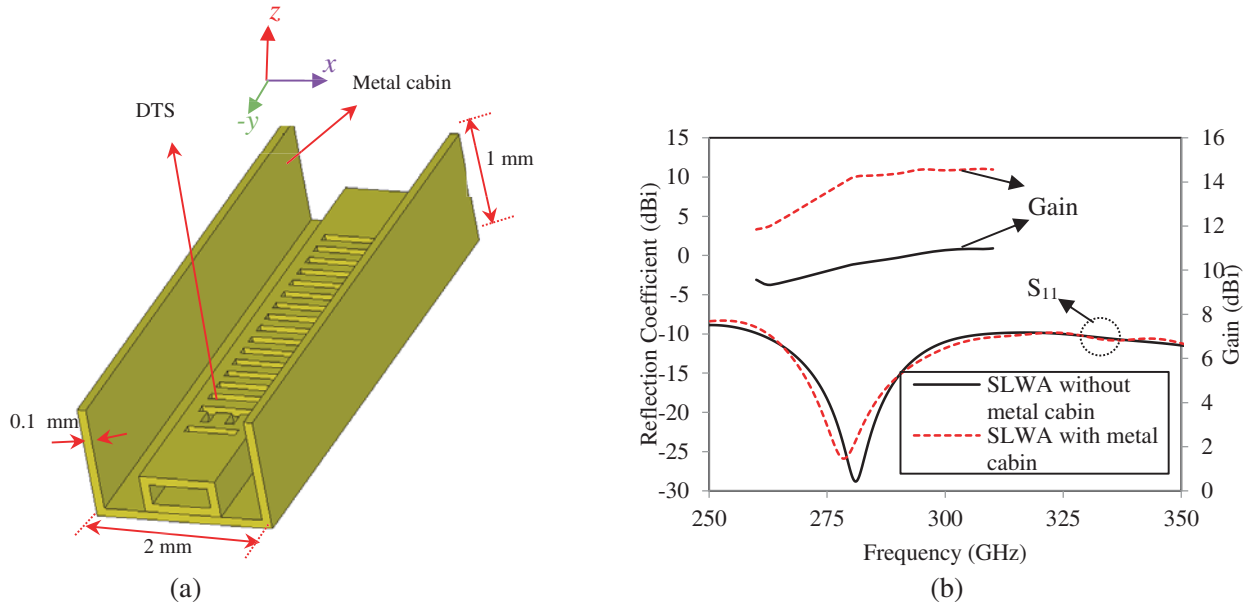 z
x
-y
DTS
Metal cabin
1 mm
0.1 mm
2 mm
(a)
15
10
5
0
-5
-10
-15
-20
-25
-30
Reflection Coefficient (dBi)
16
14
12
10
8
6
4
2
0
Gain (dBi)
Gain
S11
SLWA without
metal cabin
SLWA with metal
cabin
250
275
300
325
350
Frequency (GHz)
(b)